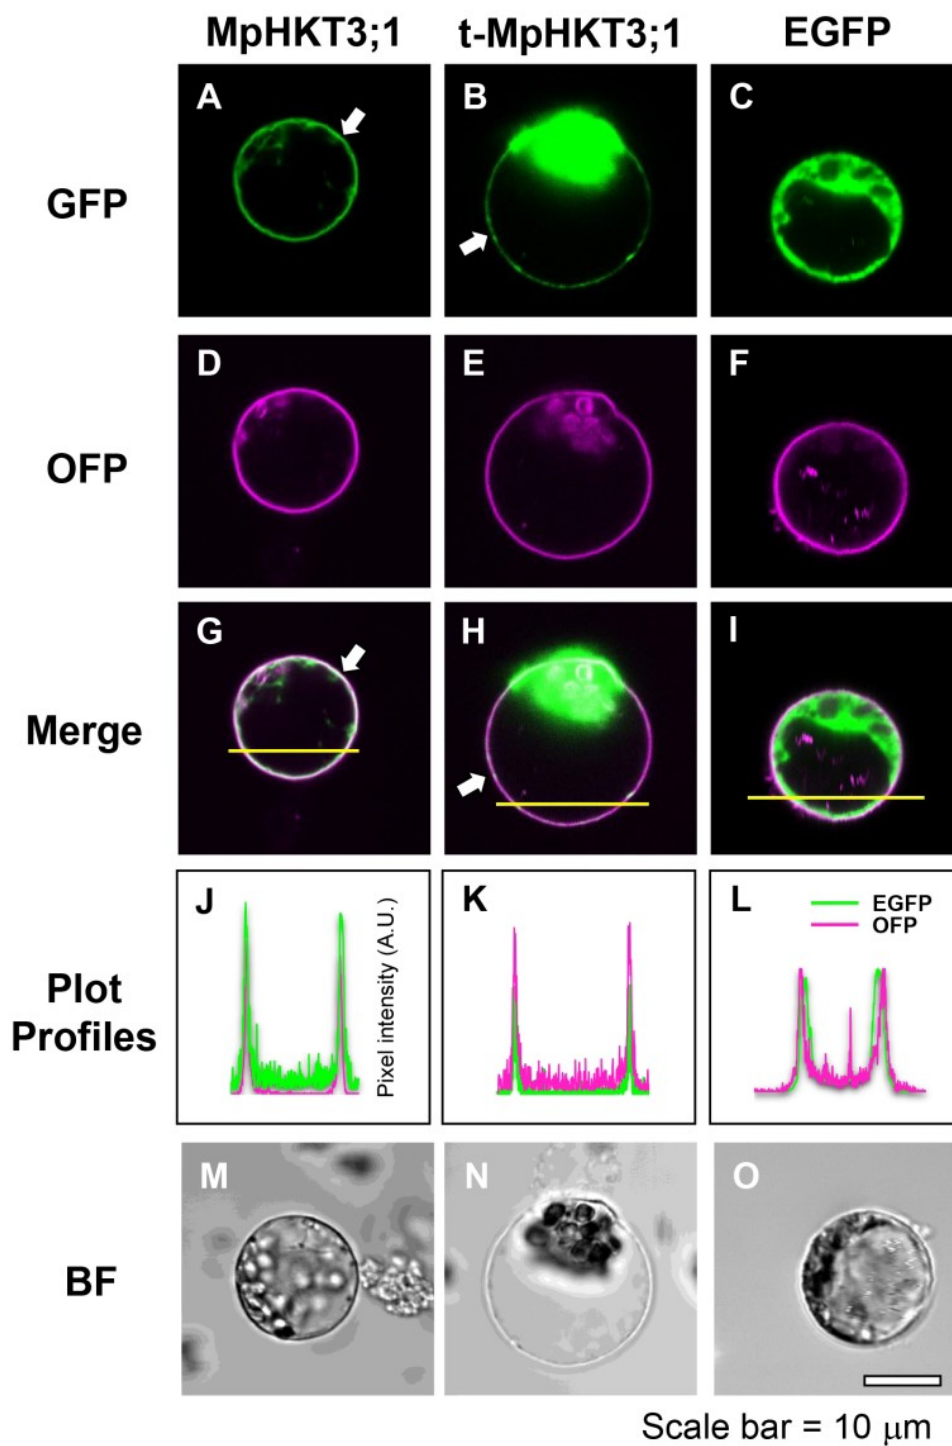 MpHKT3;1 t-MpHKT3;1 EGFP
A B C
GFP
D E F
OFP
G H I
Merge
J K L
EGFP
OFP
Pixel intensity (A.U.)
Plot
Profiles
M N O
BF
Scale bar = 10 μm